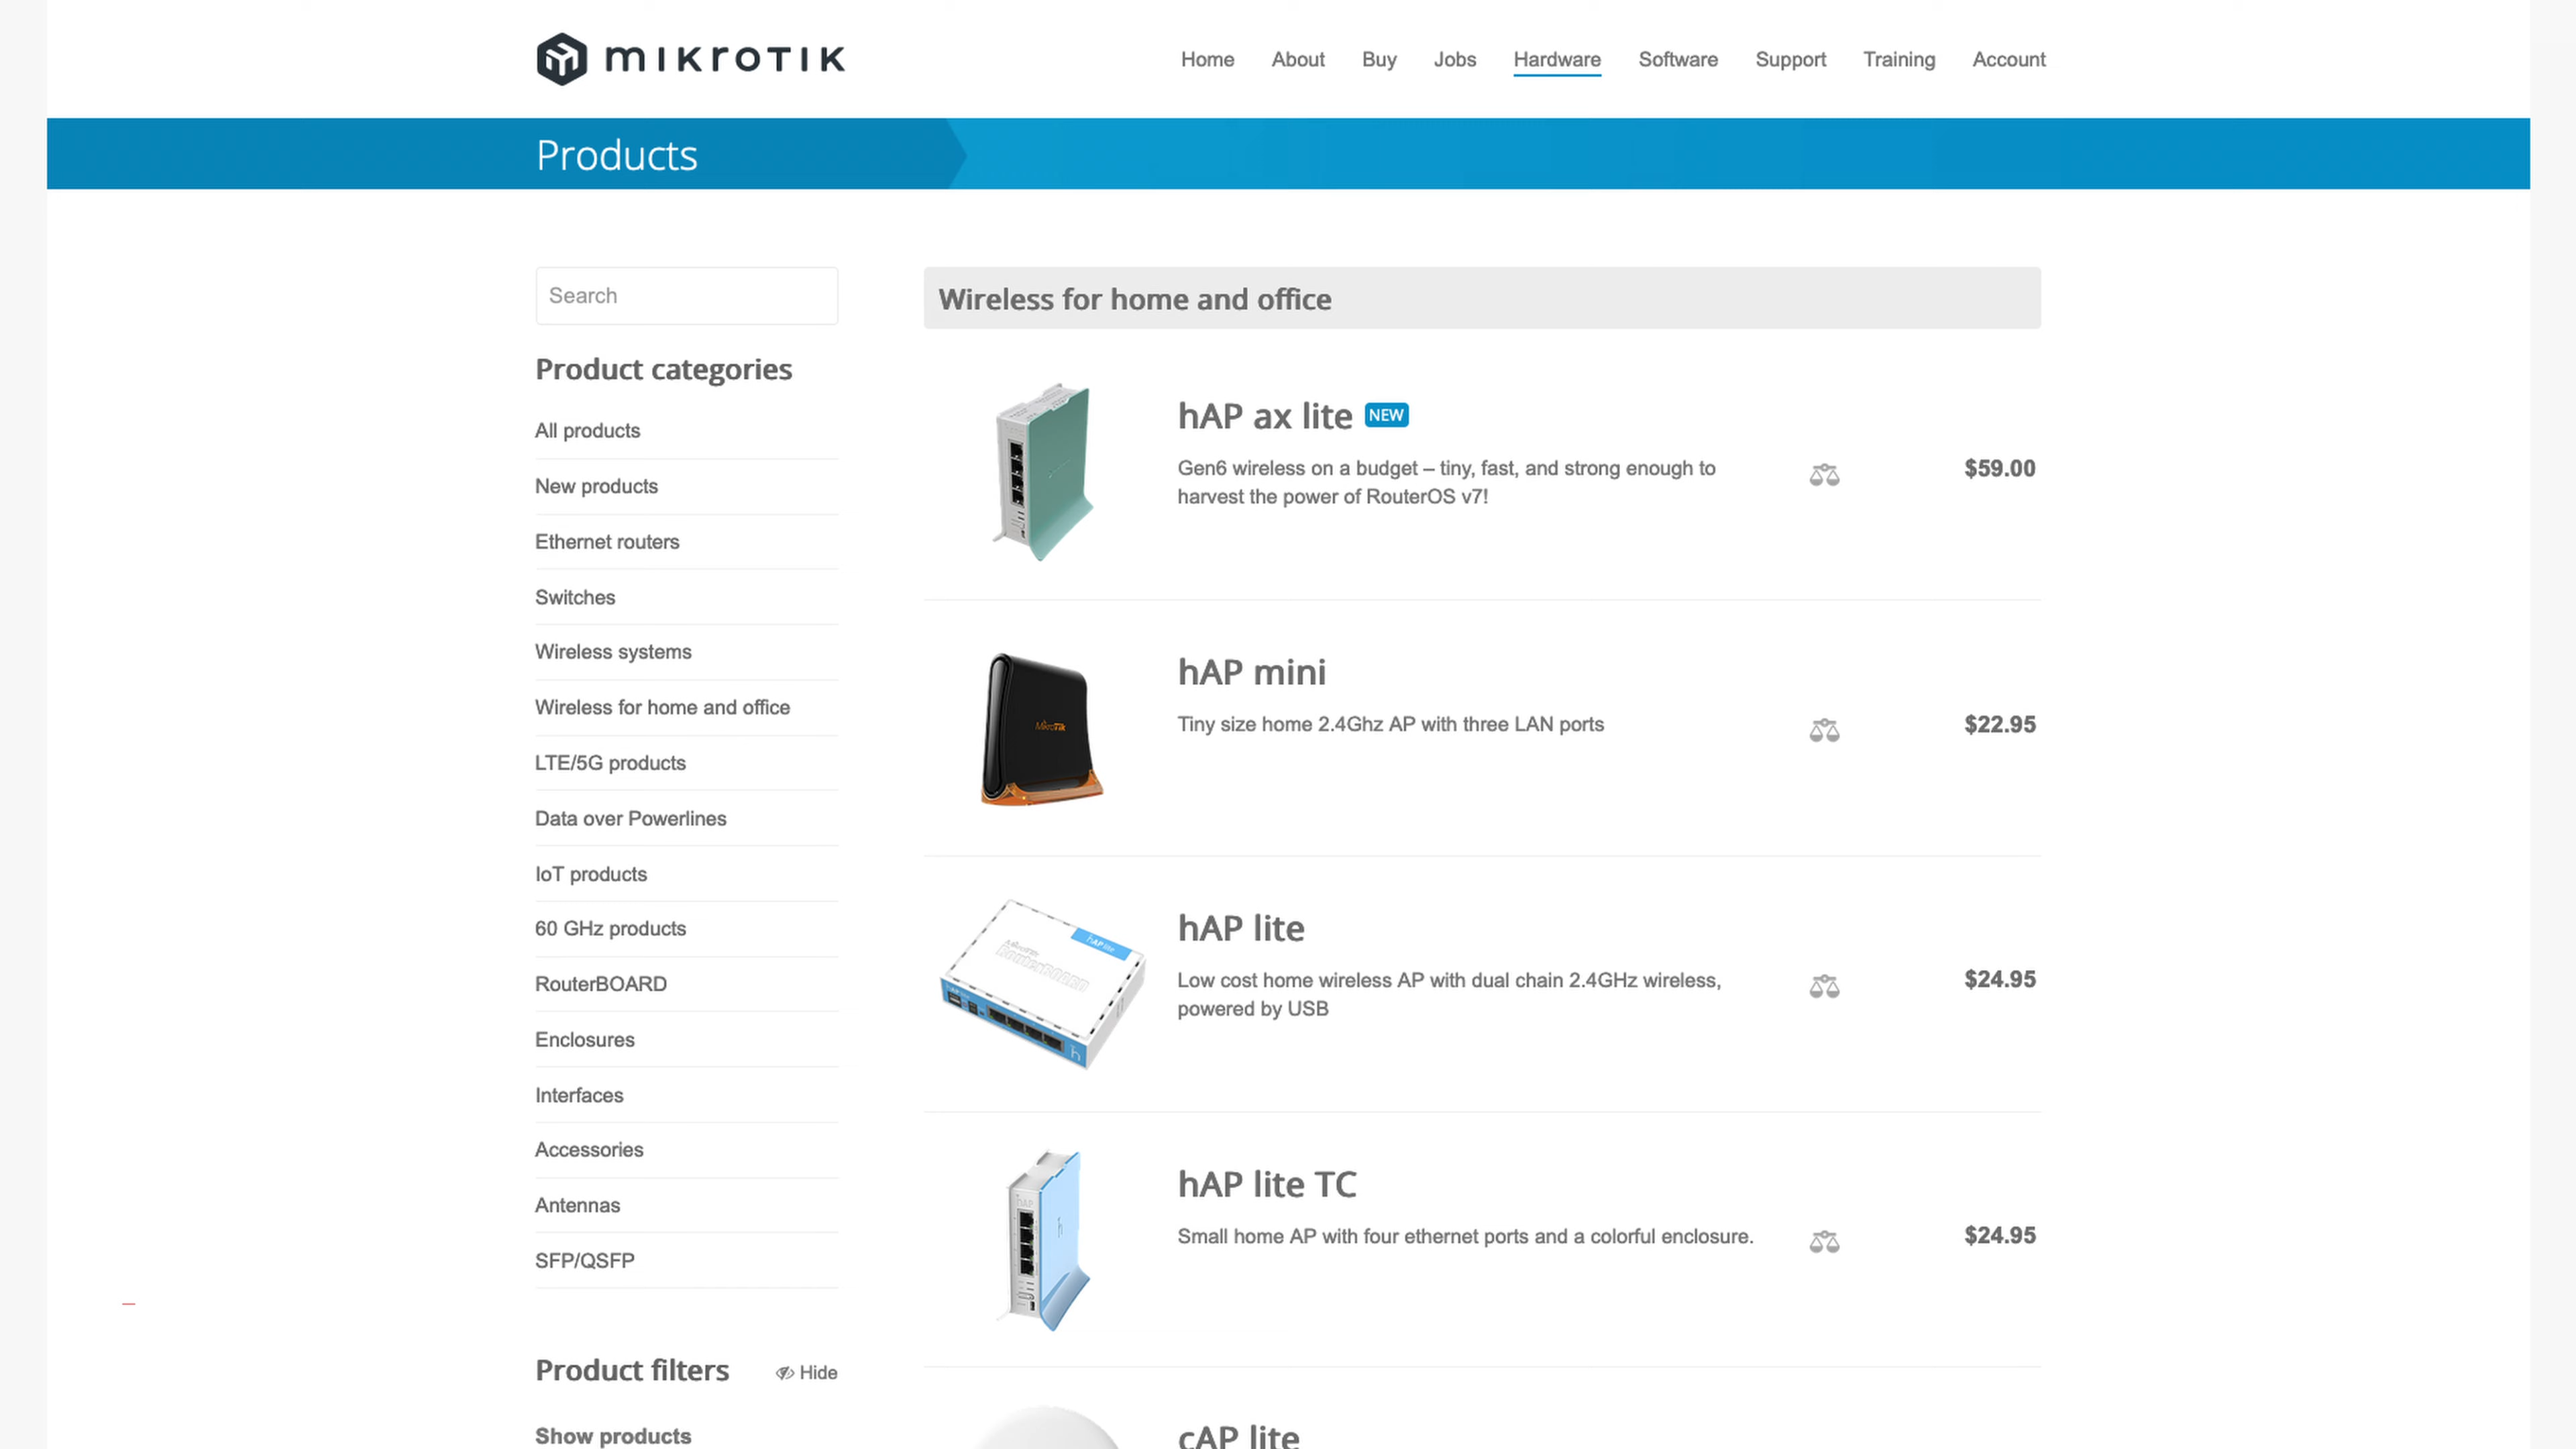 mikrotik
Home About Buy Jobs Hardware Software Support Training Account
Products
Search
Product categories
All products
New products
Ethernet routers
Switches
Wireless systems
Wireless for home and office
LTE/5G products
Data over Powerlines
IoT products
60 GHz products
RouterBOARD
Enclosures
Interfaces
Accessories
Antennas
SFP/QSFP
Product filters
Hide
Show products
Wireless for home and office
hAP ax lite NEW
Gen6 wireless on a budget – tiny, fast, and strong enough to
harvest the power of RouterOS v7!
$59.00
MikroTik
hAP mini
Tiny size home 2.4Ghz AP with three LAN ports
$22.95
hAP lite
MikroTik
RouterBOARD
hAP lite
Low cost home wireless AP with dual chain 2.4GHz wireless,
powered by USB
$24.95
hAP
hAP lite TC
Small home AP with four ethernet ports and a colorful enclosure.
$24.95
cAP lite